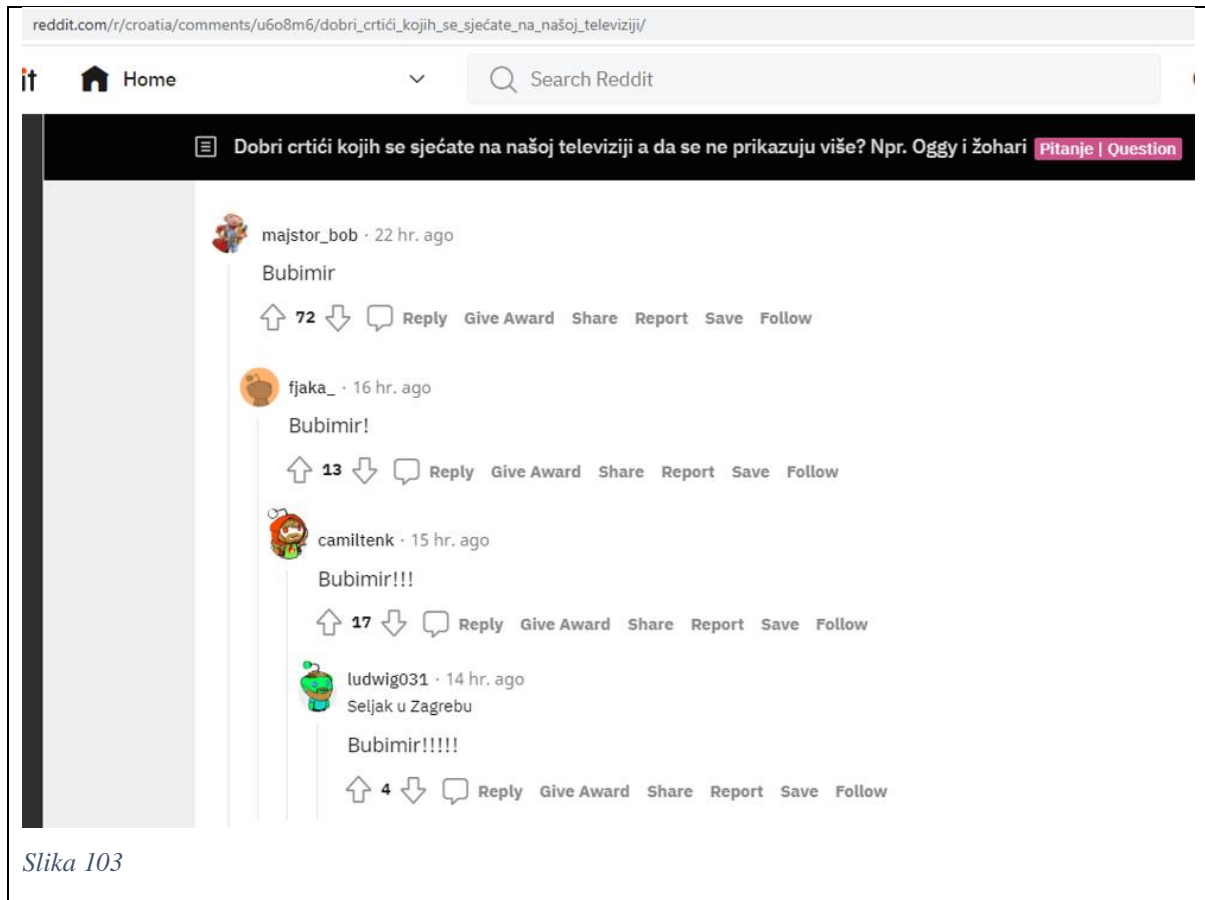 reddit.com/r/croatia/comments/u6o8m6/dobri_crtići_kojih_se_sjećate_na_našoj_televiziji/
it Home Search Reddit
Dobri crtići kojih se sjećate na našoj televiziji a da se ne prikazuju više? Npr. Oggy i žohari Pitanje | Question
majstor_bob · 22 hr. ago
Bubimir
72 Reply Give Award Share Report Save Follow
fjaka_ · 16 hr. ago
Bubimir!
13 Reply Give Award Share Report Save Follow
camiltenk · 15 hr. ago
Bubimir!!!
17 Reply Give Award Share Report Save Follow
ludwig031 · 14 hr. ago
Seljak u Zagrebu
Bubimir!!!!!
4 Reply Give Award Share Report Save Follow
Slika 103